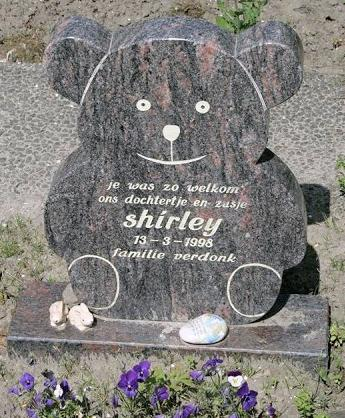 je was zo welkom
ons dochtertje en zusje
shirley
13-3-1998
familie verdonk